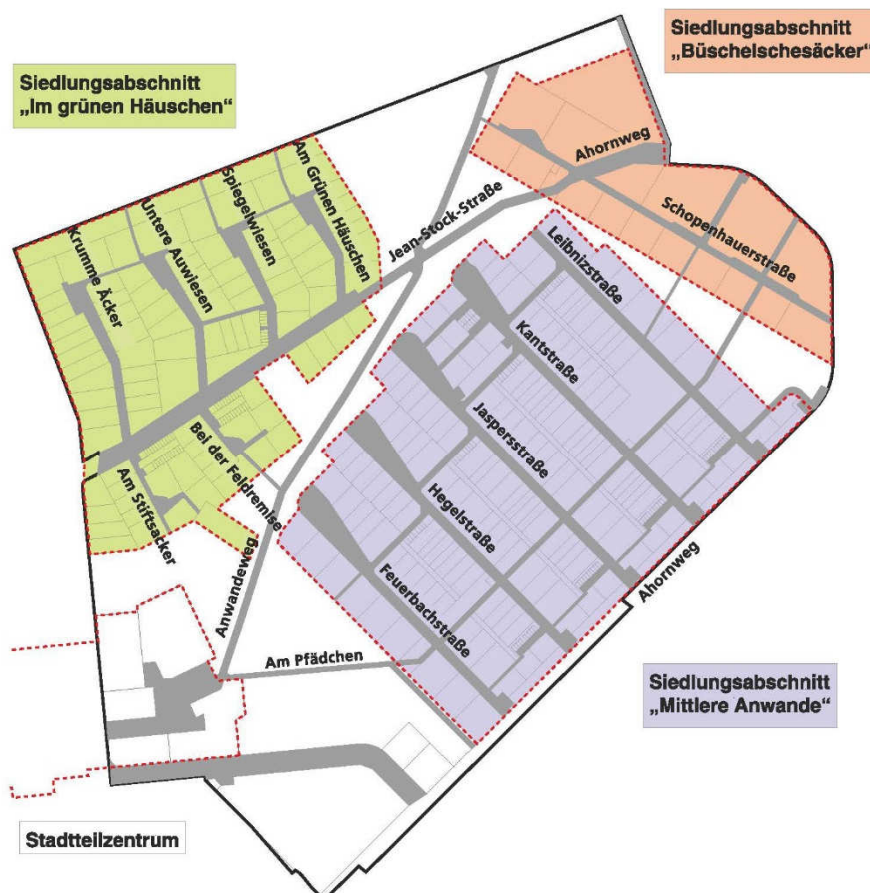 Siedlungsabschnitt
„Büschelschesäcker“
Siedlungsabschnitt
„Im grünen Häuschen“
Ahornweg
Am Grünen Häuschen
Spiegelwiesen
Untere Auwiesen
Krumme Äcker
Jean-Stock-Straße
Schopenhauerstraße
Leibnizstraße
Kantstraße
Jaspersstraße
Hegelstraße
Feuerbachstraße
Bei der Feldremise
Am Stiftsacker
Anwandeweg
Ahornweg
Am Pfädchen
Siedlungsabschnitt
„Mittlere Anwande“
Stadtteilzentrum